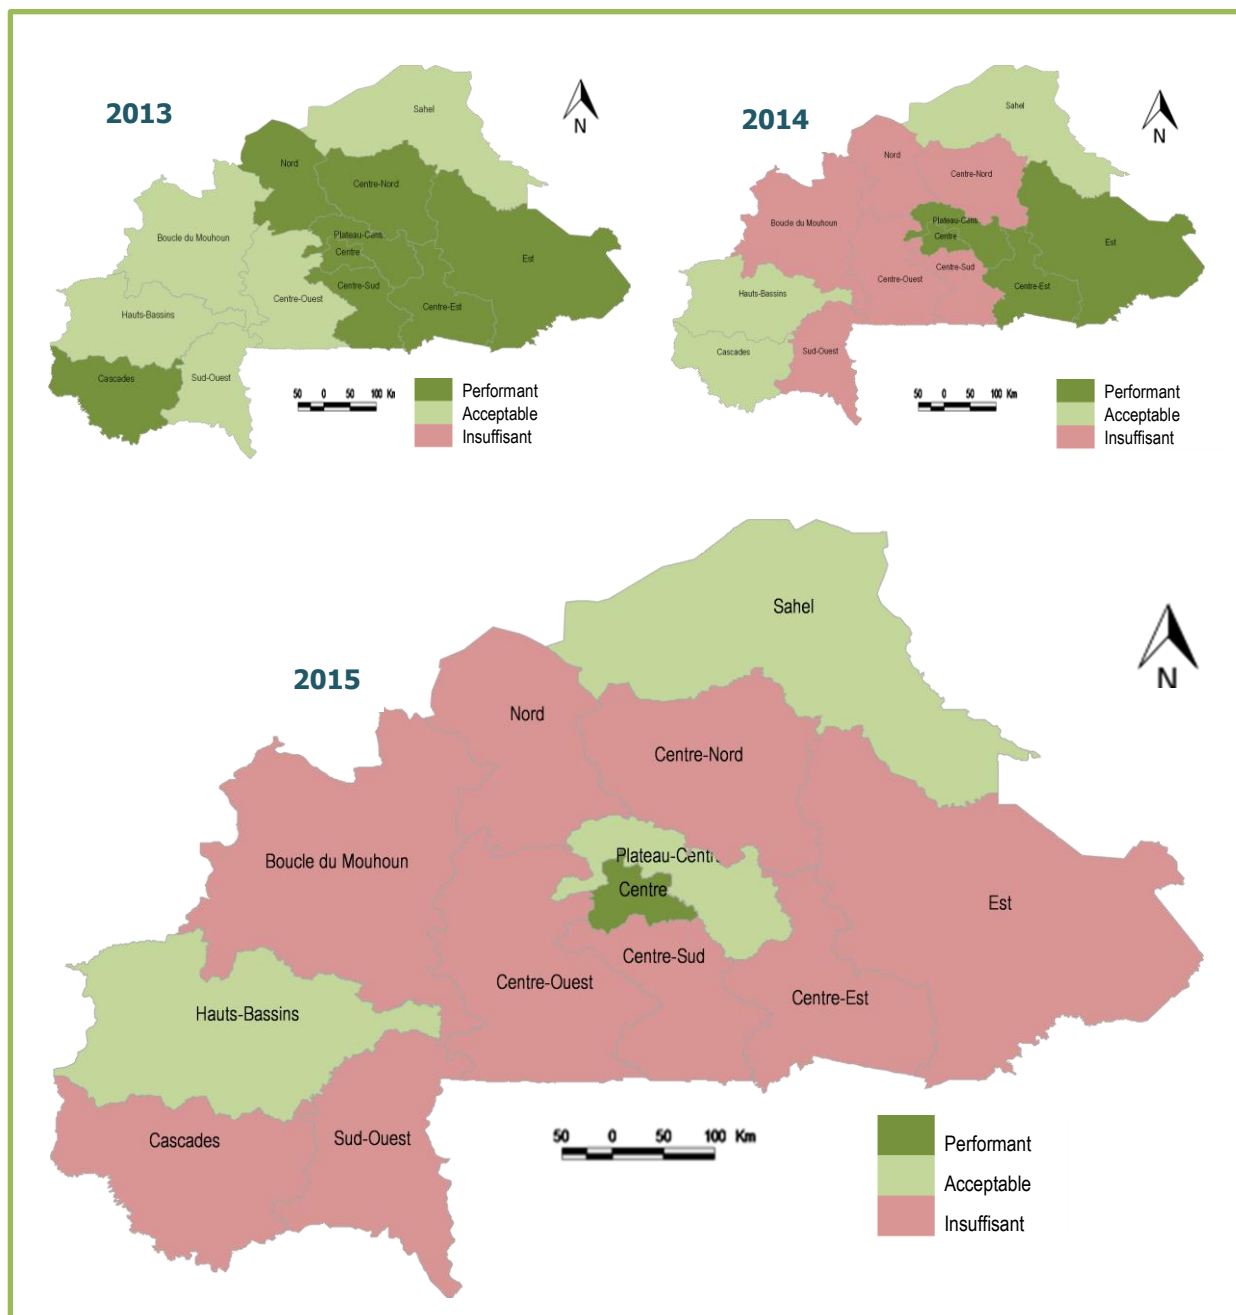 2013
N
Sahel
Nord
Centre-Nord
Boucle du Mouhoun
Plateau-Cent
Centre
Est
Centre-Ouest
Centre-Sud
Centre-Est
Hauts-Bassins
Cascades
Sud-Ouest
50 0 50 100 Km
Performant
Acceptable
Insuffisant
2014
N
Sahel
Nord
Centre-Nord
Boucle du Mouhoun
Plateau-Cent
Centre
Est
Centre-Ouest
Centre-Sud
Centre-Est
Hauts-Bassins
Cascades
Sud-Ouest
50 0 50 100 Km
Performant
Acceptable
Insuffisant
2015
N
Sahel
Nord
Centre-Nord
Boucle du Mouhoun
Plateau-Centr
Centre
Est
Centre-Sud
Centre-Ouest
Centre-Est
Hauts-Bassins
Cascades
Sud-Ouest
50 0 50 100 Km
Performant
Acceptable
Insuffisant